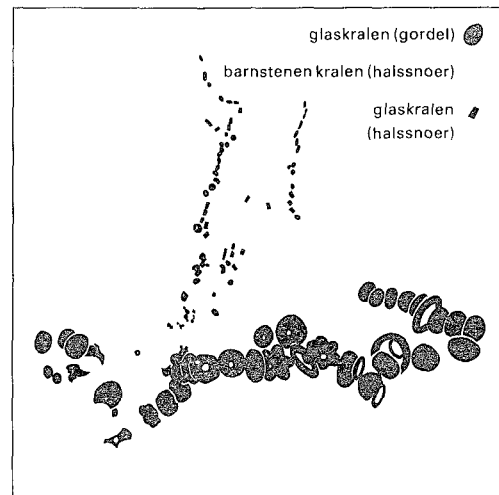 glaskralen (gordel)
barnstenen kralen (halssnoer)
glaskralen
(halssnoer)